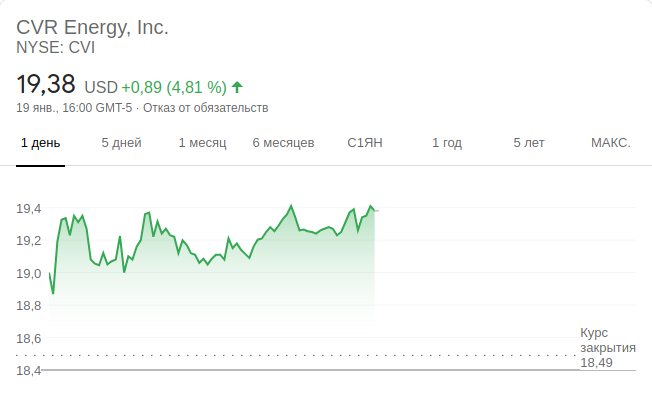 CVR Energy, Inc.
NYSE: CVI
19,38 USD +0,89 (4,81 %)
19 янв., 16:00 GMT-5 · Отказ от обязательств
1 день 5 дней 1 месяц 6 месяцев С1ЯН 1 год 5 лет МАКС.
19,4
19,2
19,0
18,8
18,6
18,4
Курс
закрытия
18,49